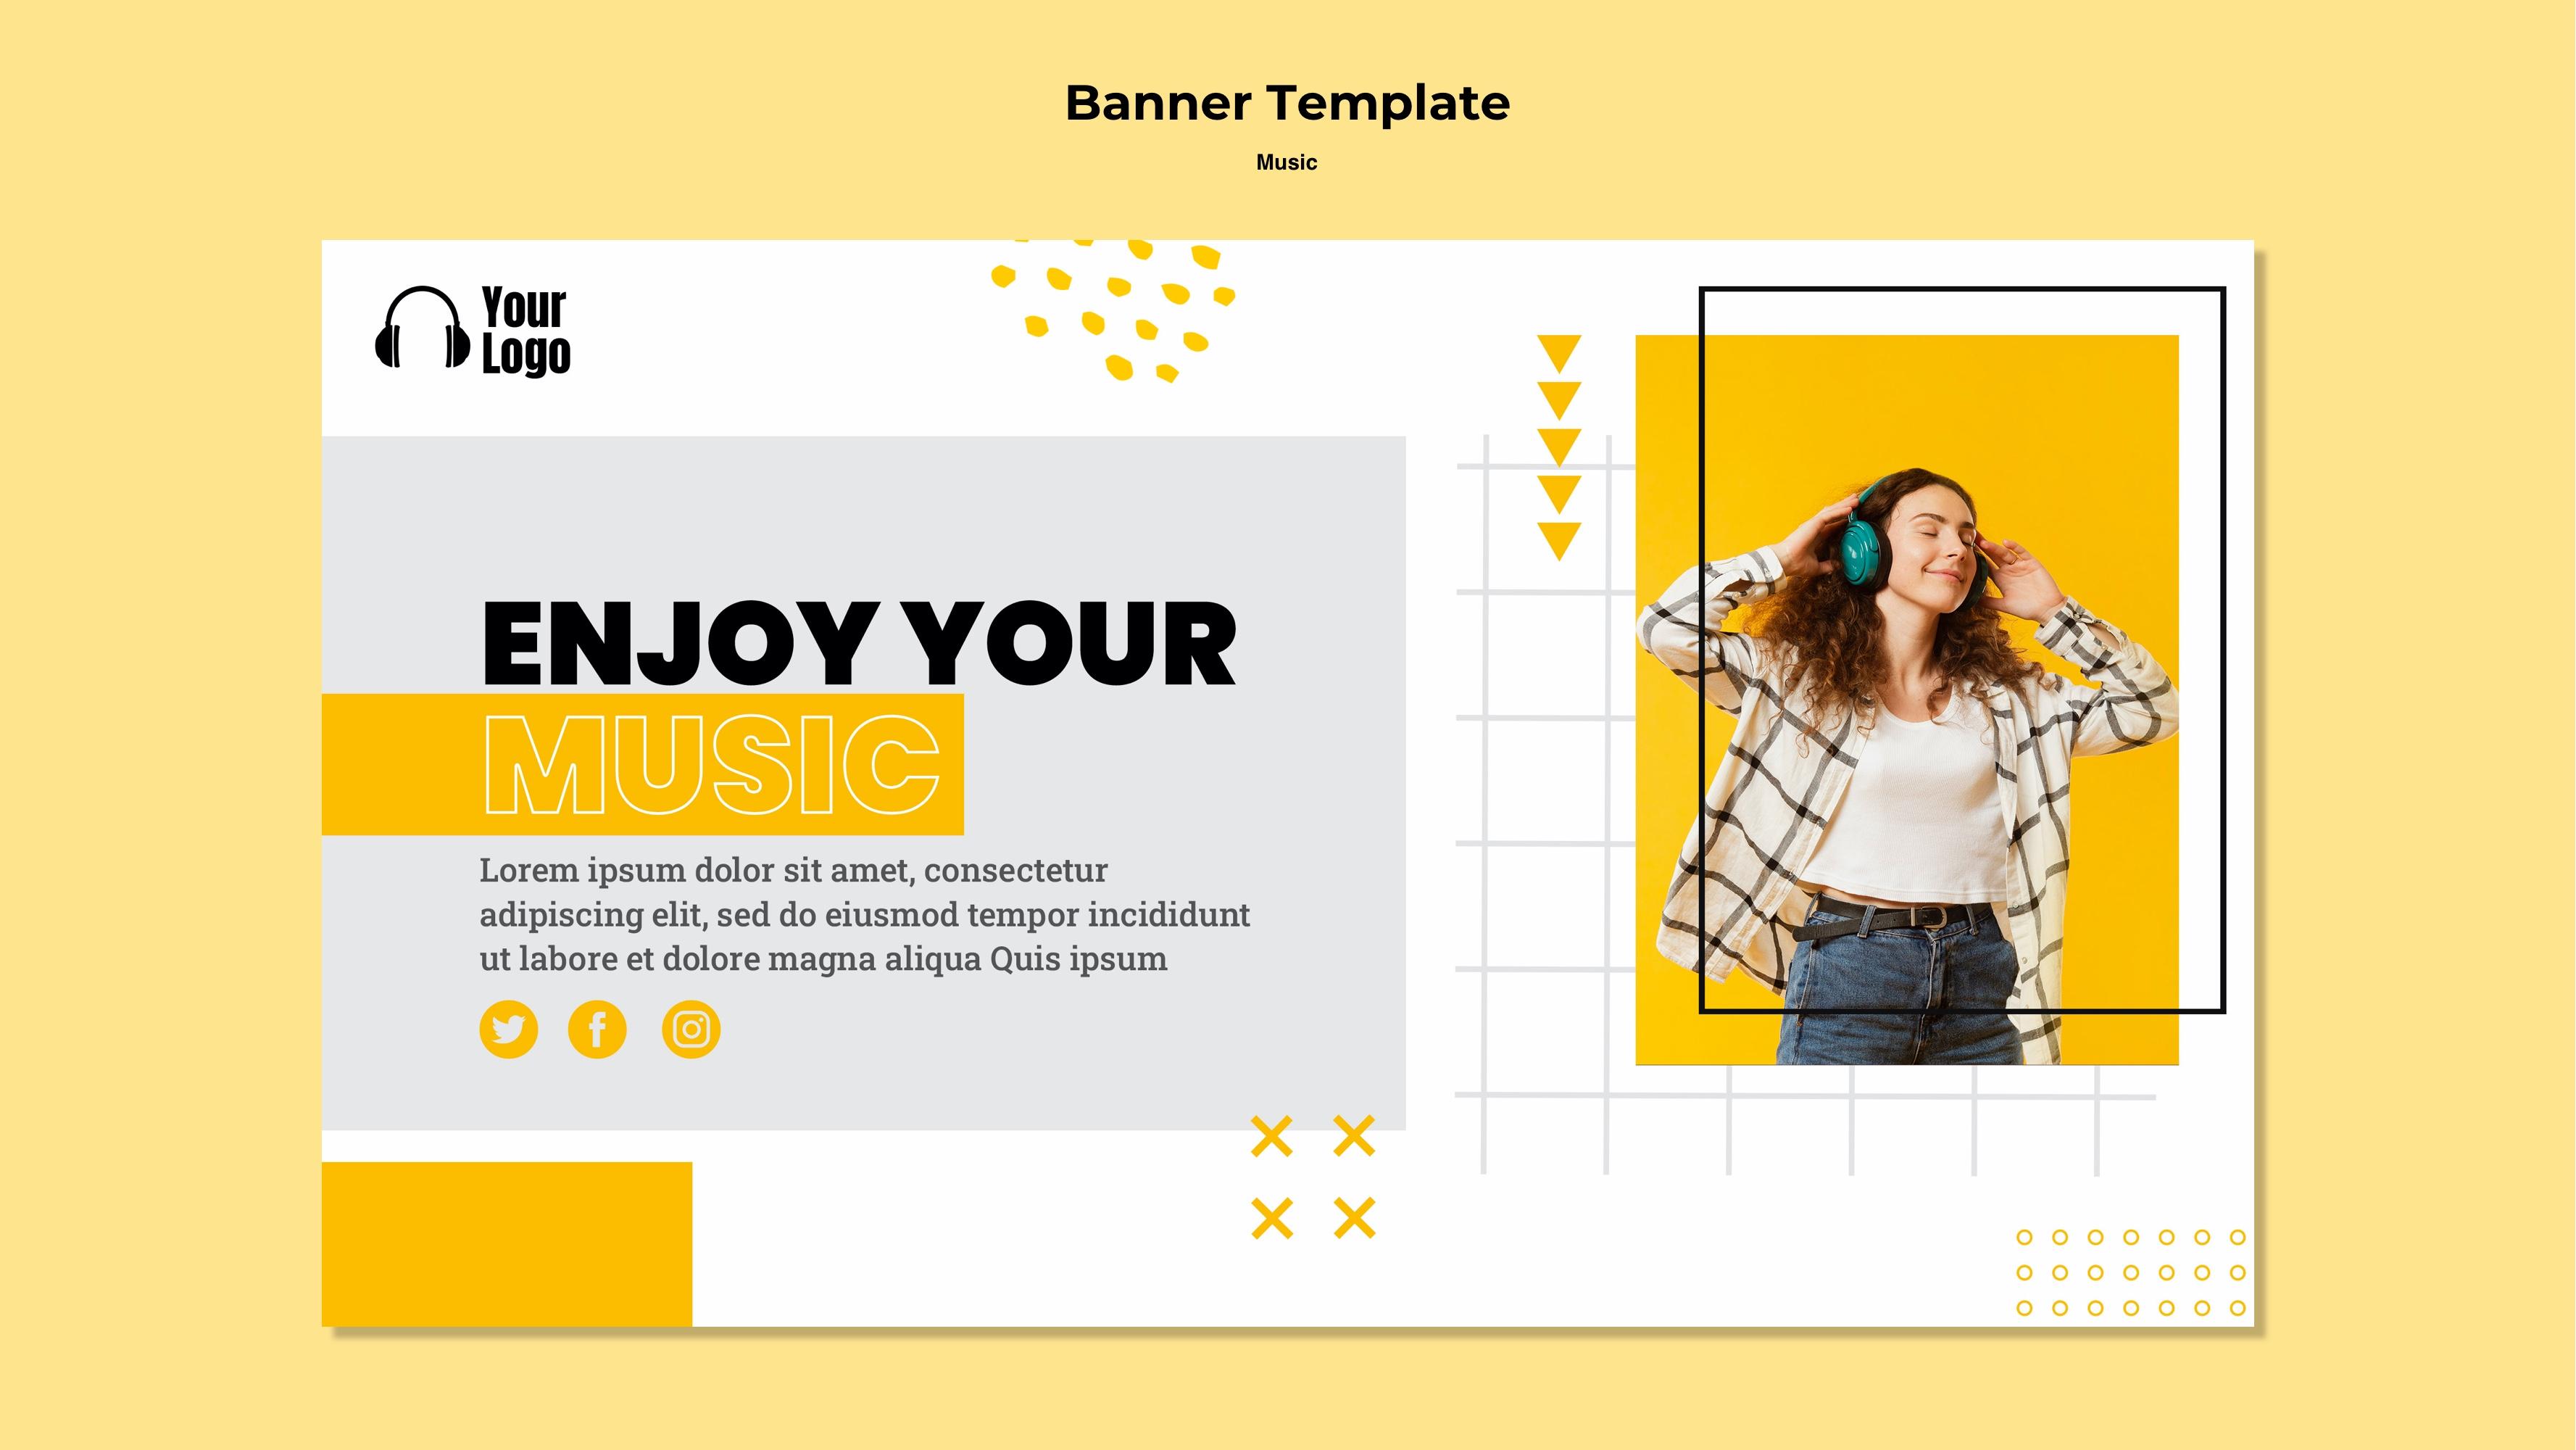 Banner Template
Music
Your
Logo
ENJOY YOUR
MUSIC
Lorem ipsum dolor sit amet, consectetur
adipiscing elit, sed do eiusmod tempor incididunt
ut labore et dolore magna aliqua Quis ipsum